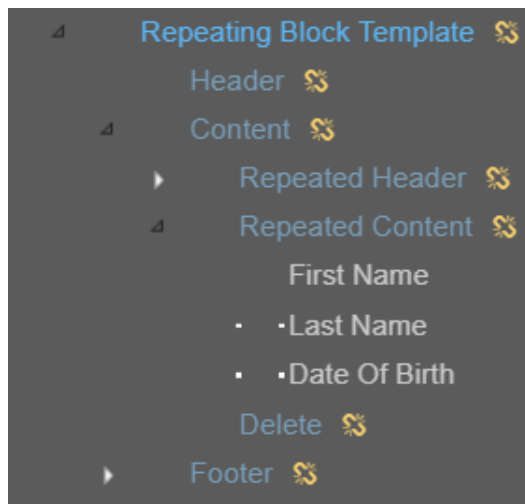 Repeating Block Template
Header
Content
Repeated Header
Repeated Content
First Name
Last Name
Date Of Birth
Delete
Footer